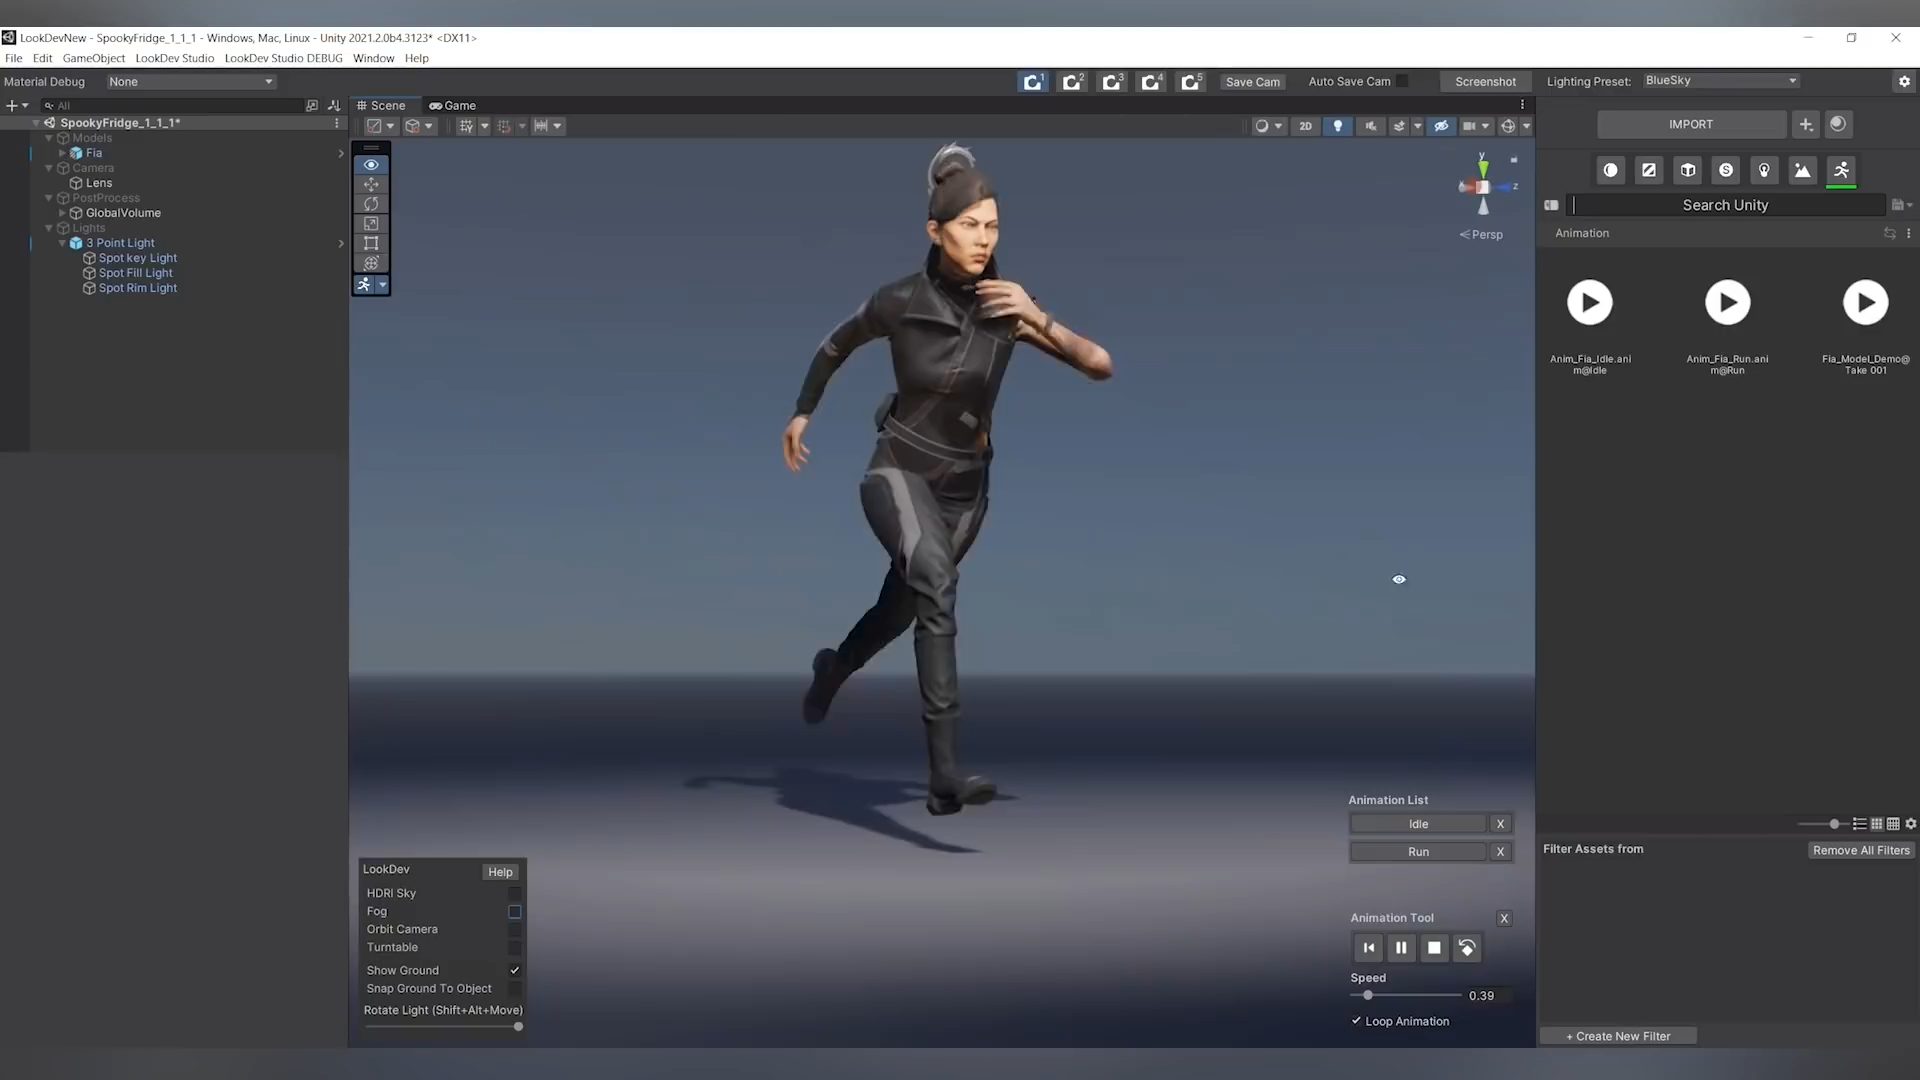 LookDevNew - SpookyFridge_1_1_1 - Windows, Mac, Linux - Unity 2021.2.0b4.3123* <DX11>
File Edit GameObject LookDev Studio LookDev Studio DEBUG Window Help
Material Debug None 1 2 3 4 5 Save Cam Auto Save Cam Screenshot Lighting Preset: BlueSky
All
SpookyFridge_1_1_1*
Models
Fia
Camera
Lens
PostProcess
GlobalVolume
Lights
3 Point Light
Spot key Light
Spot Fill Light
Spot Rim Light
Scene Game
2D
y
x z
Persp
LookDev Help
HDRI Sky
Fog
Orbit Camera
Turntable
Show Ground
Snap Ground To Object
Rotate Light (Shift+Alt+Move)
Animation List
Idle X
Run X
Animation Tool X
Speed
0.39
Loop Animation
IMPORT
Search Unity
Animation
Anim_Fia_Idle.ani
m@Idle
Anim_Fia_Run.ani
m@Run
Fia_Model_Demo@
Take 001
Filter Assets from Remove All Filters
+ Create New Filter